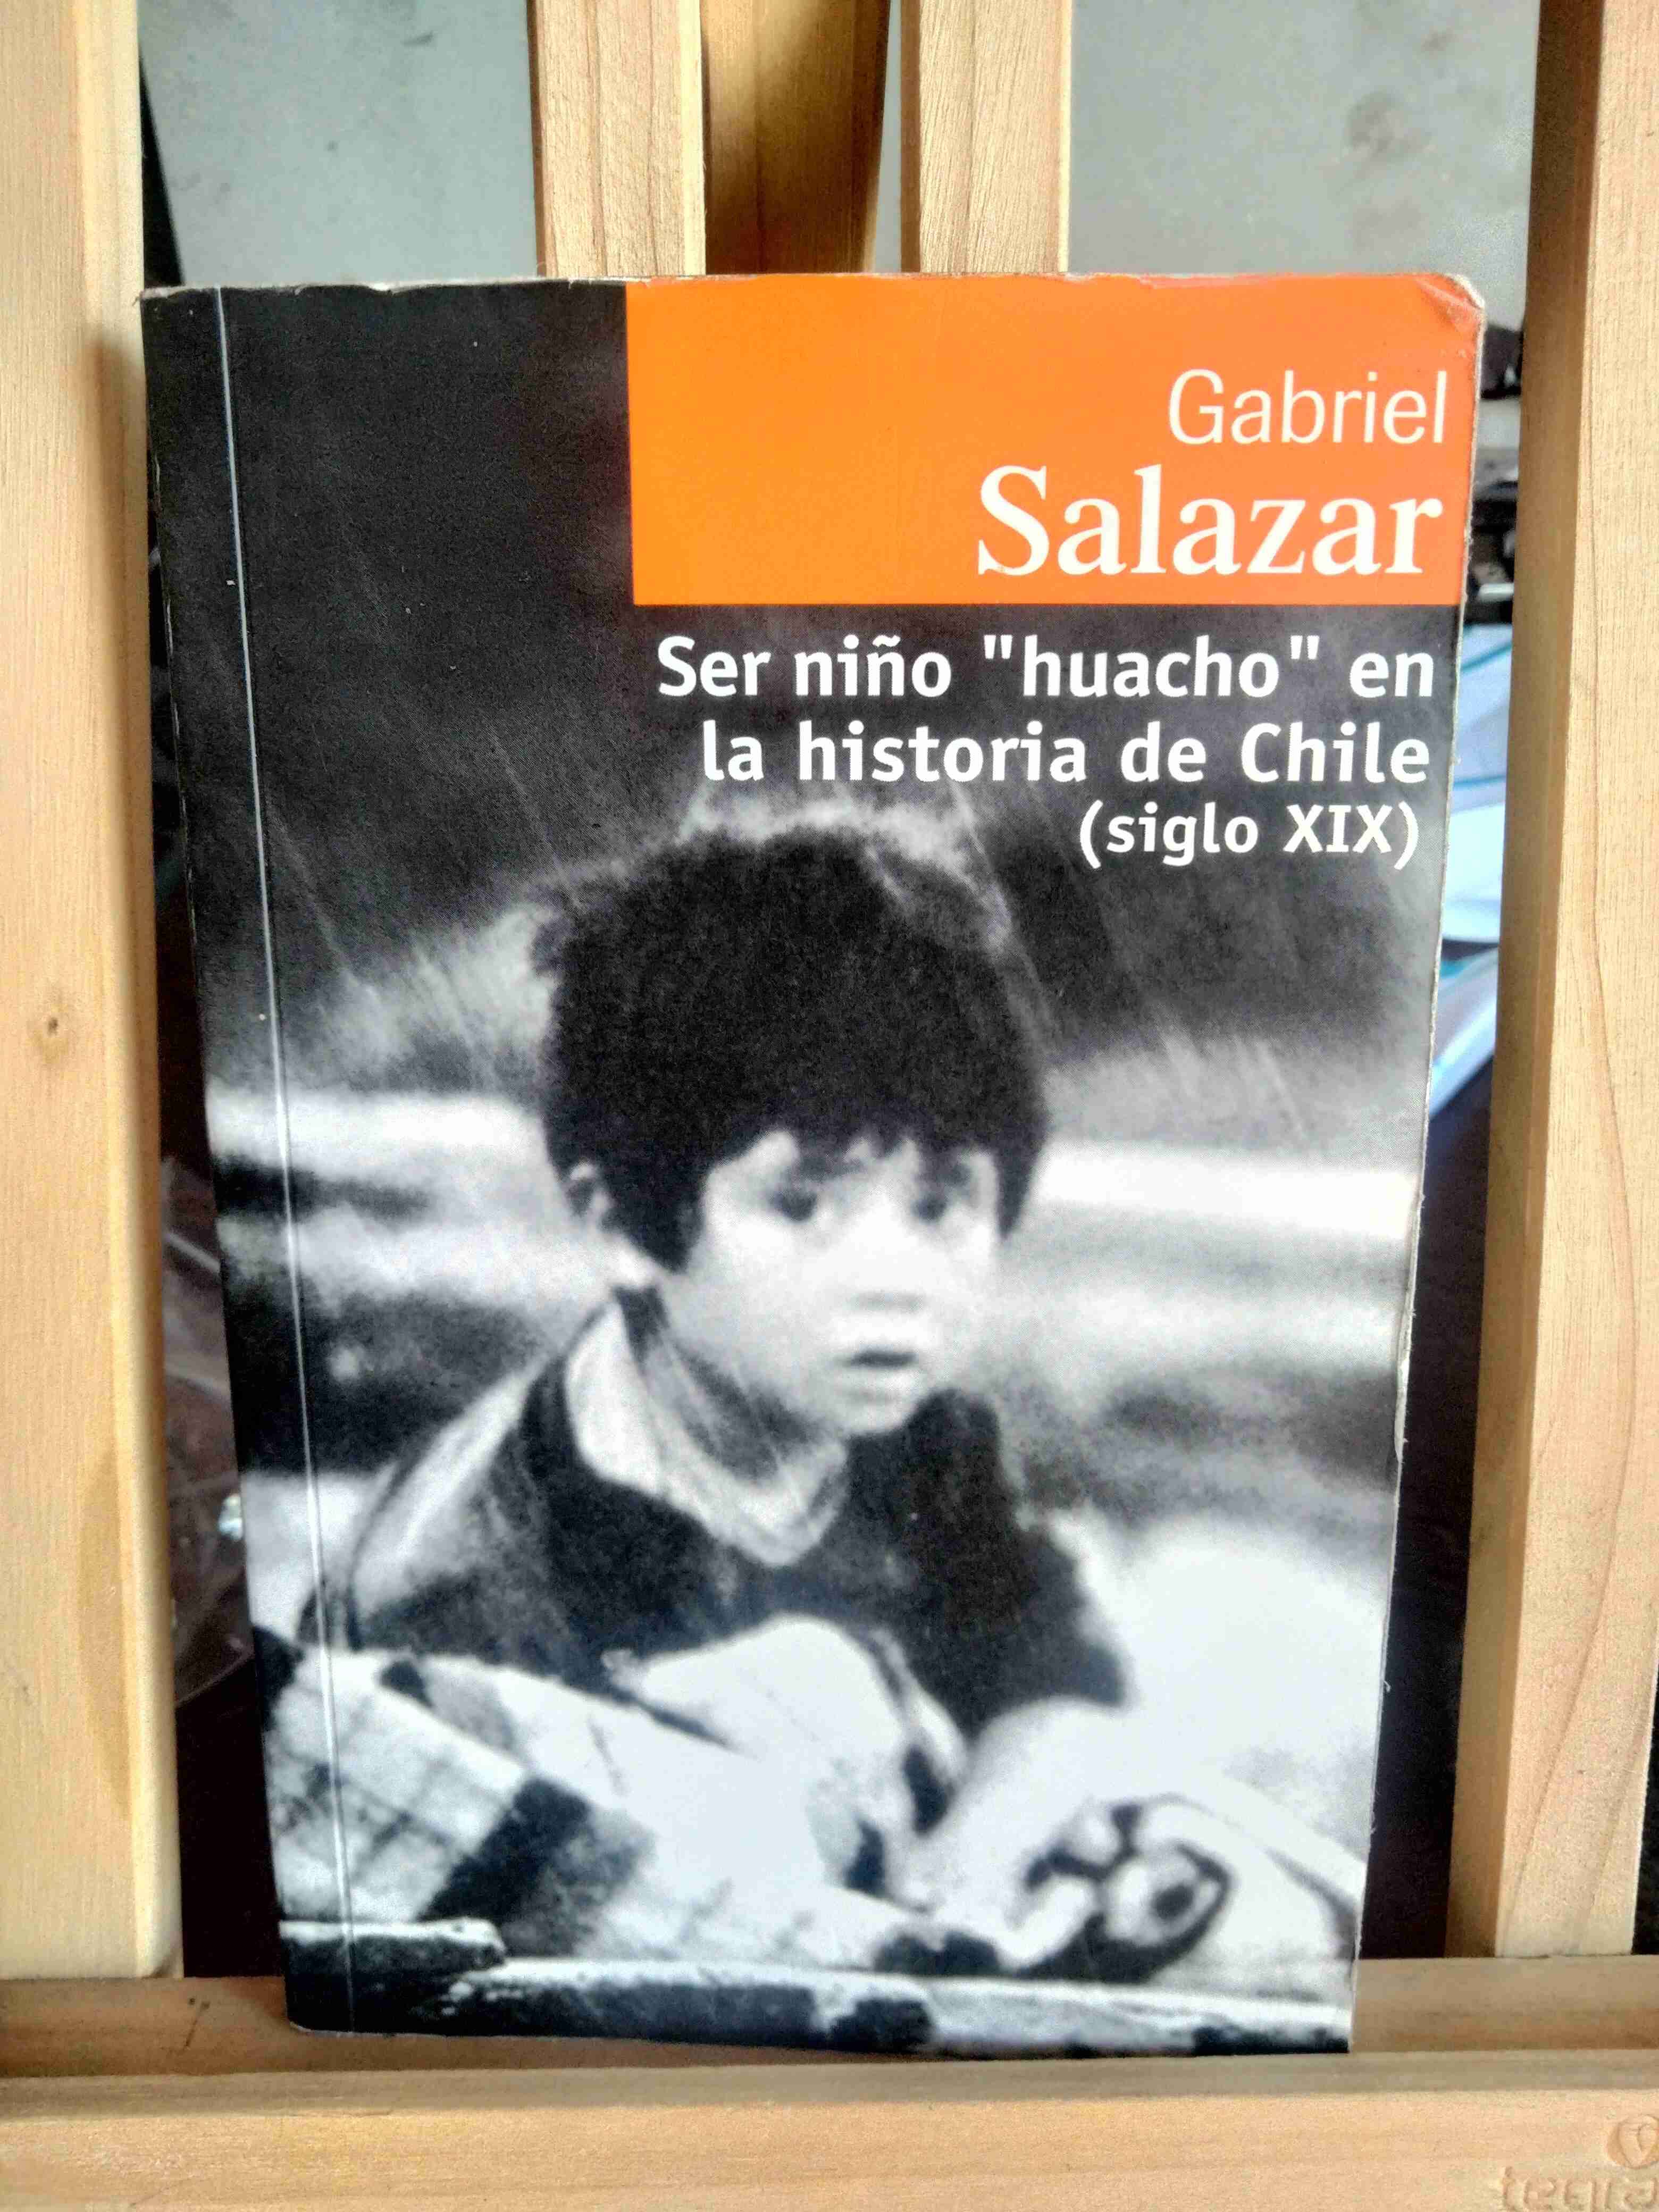 Gabriel
Salazar
Ser niño "huacho" en
la historia de Chile
(siglo XIX)